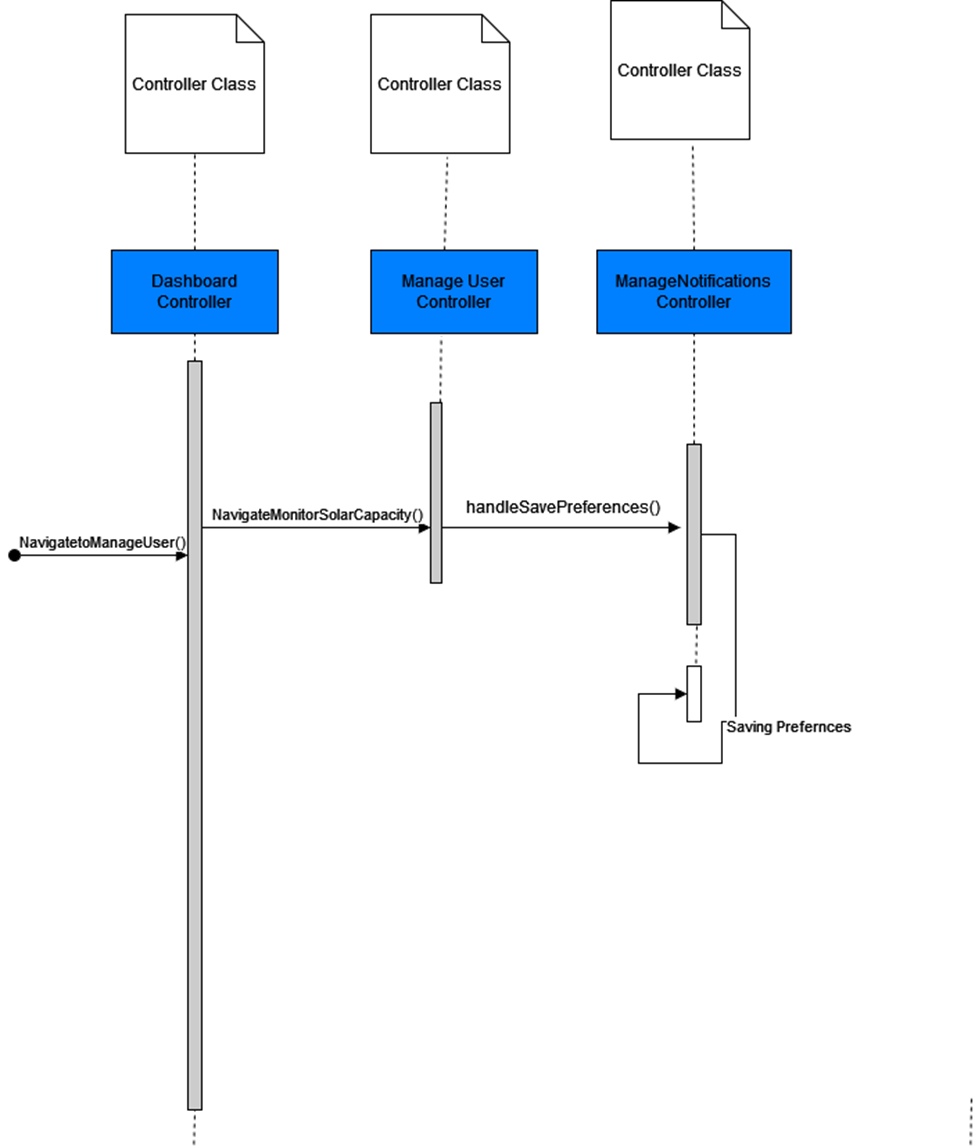 Controller Class
Controller Class
Controller Class
Dashboard
Controller
Manage User
Controller
ManageNotifications
Controller
NavigatetoManageUser()
NavigateMonitorSolarCapacity()
handleSavePreferences()
Saving Prefernces